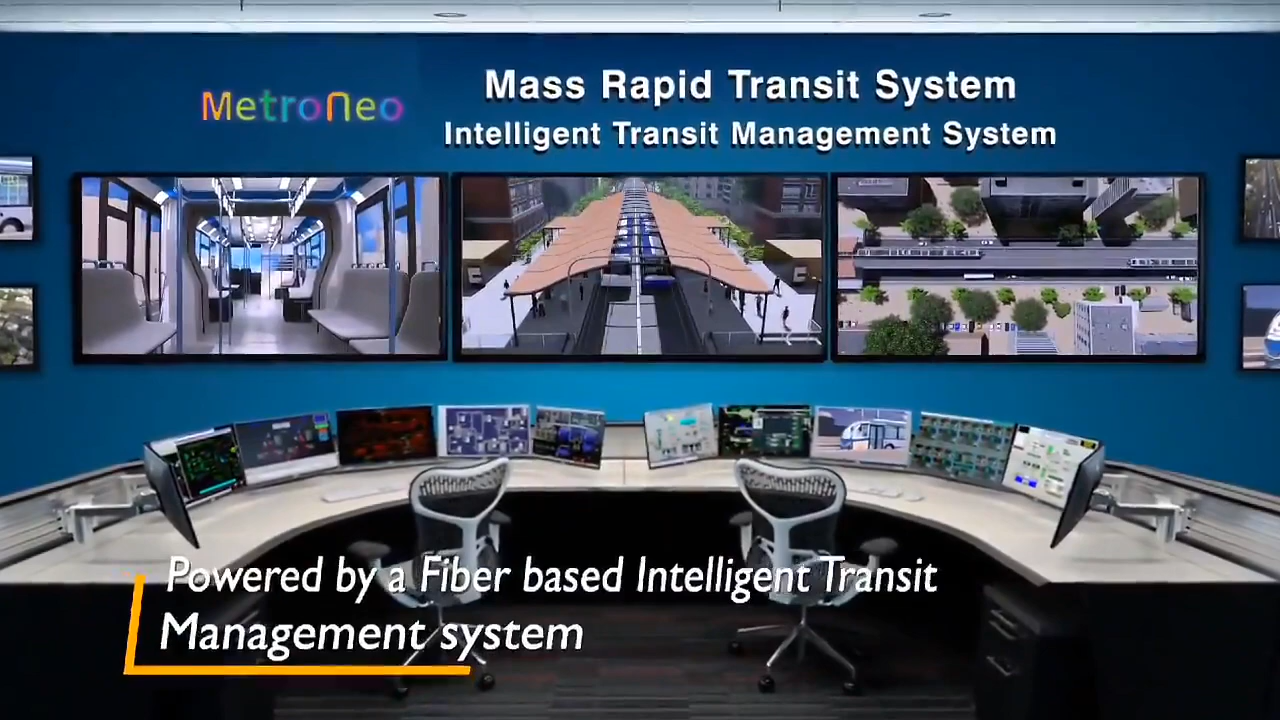 MetroNeo
Mass Rapid Transit System
Intelligent Transit Management System
Powered by a Fiber based Intelligent Transit
Management system